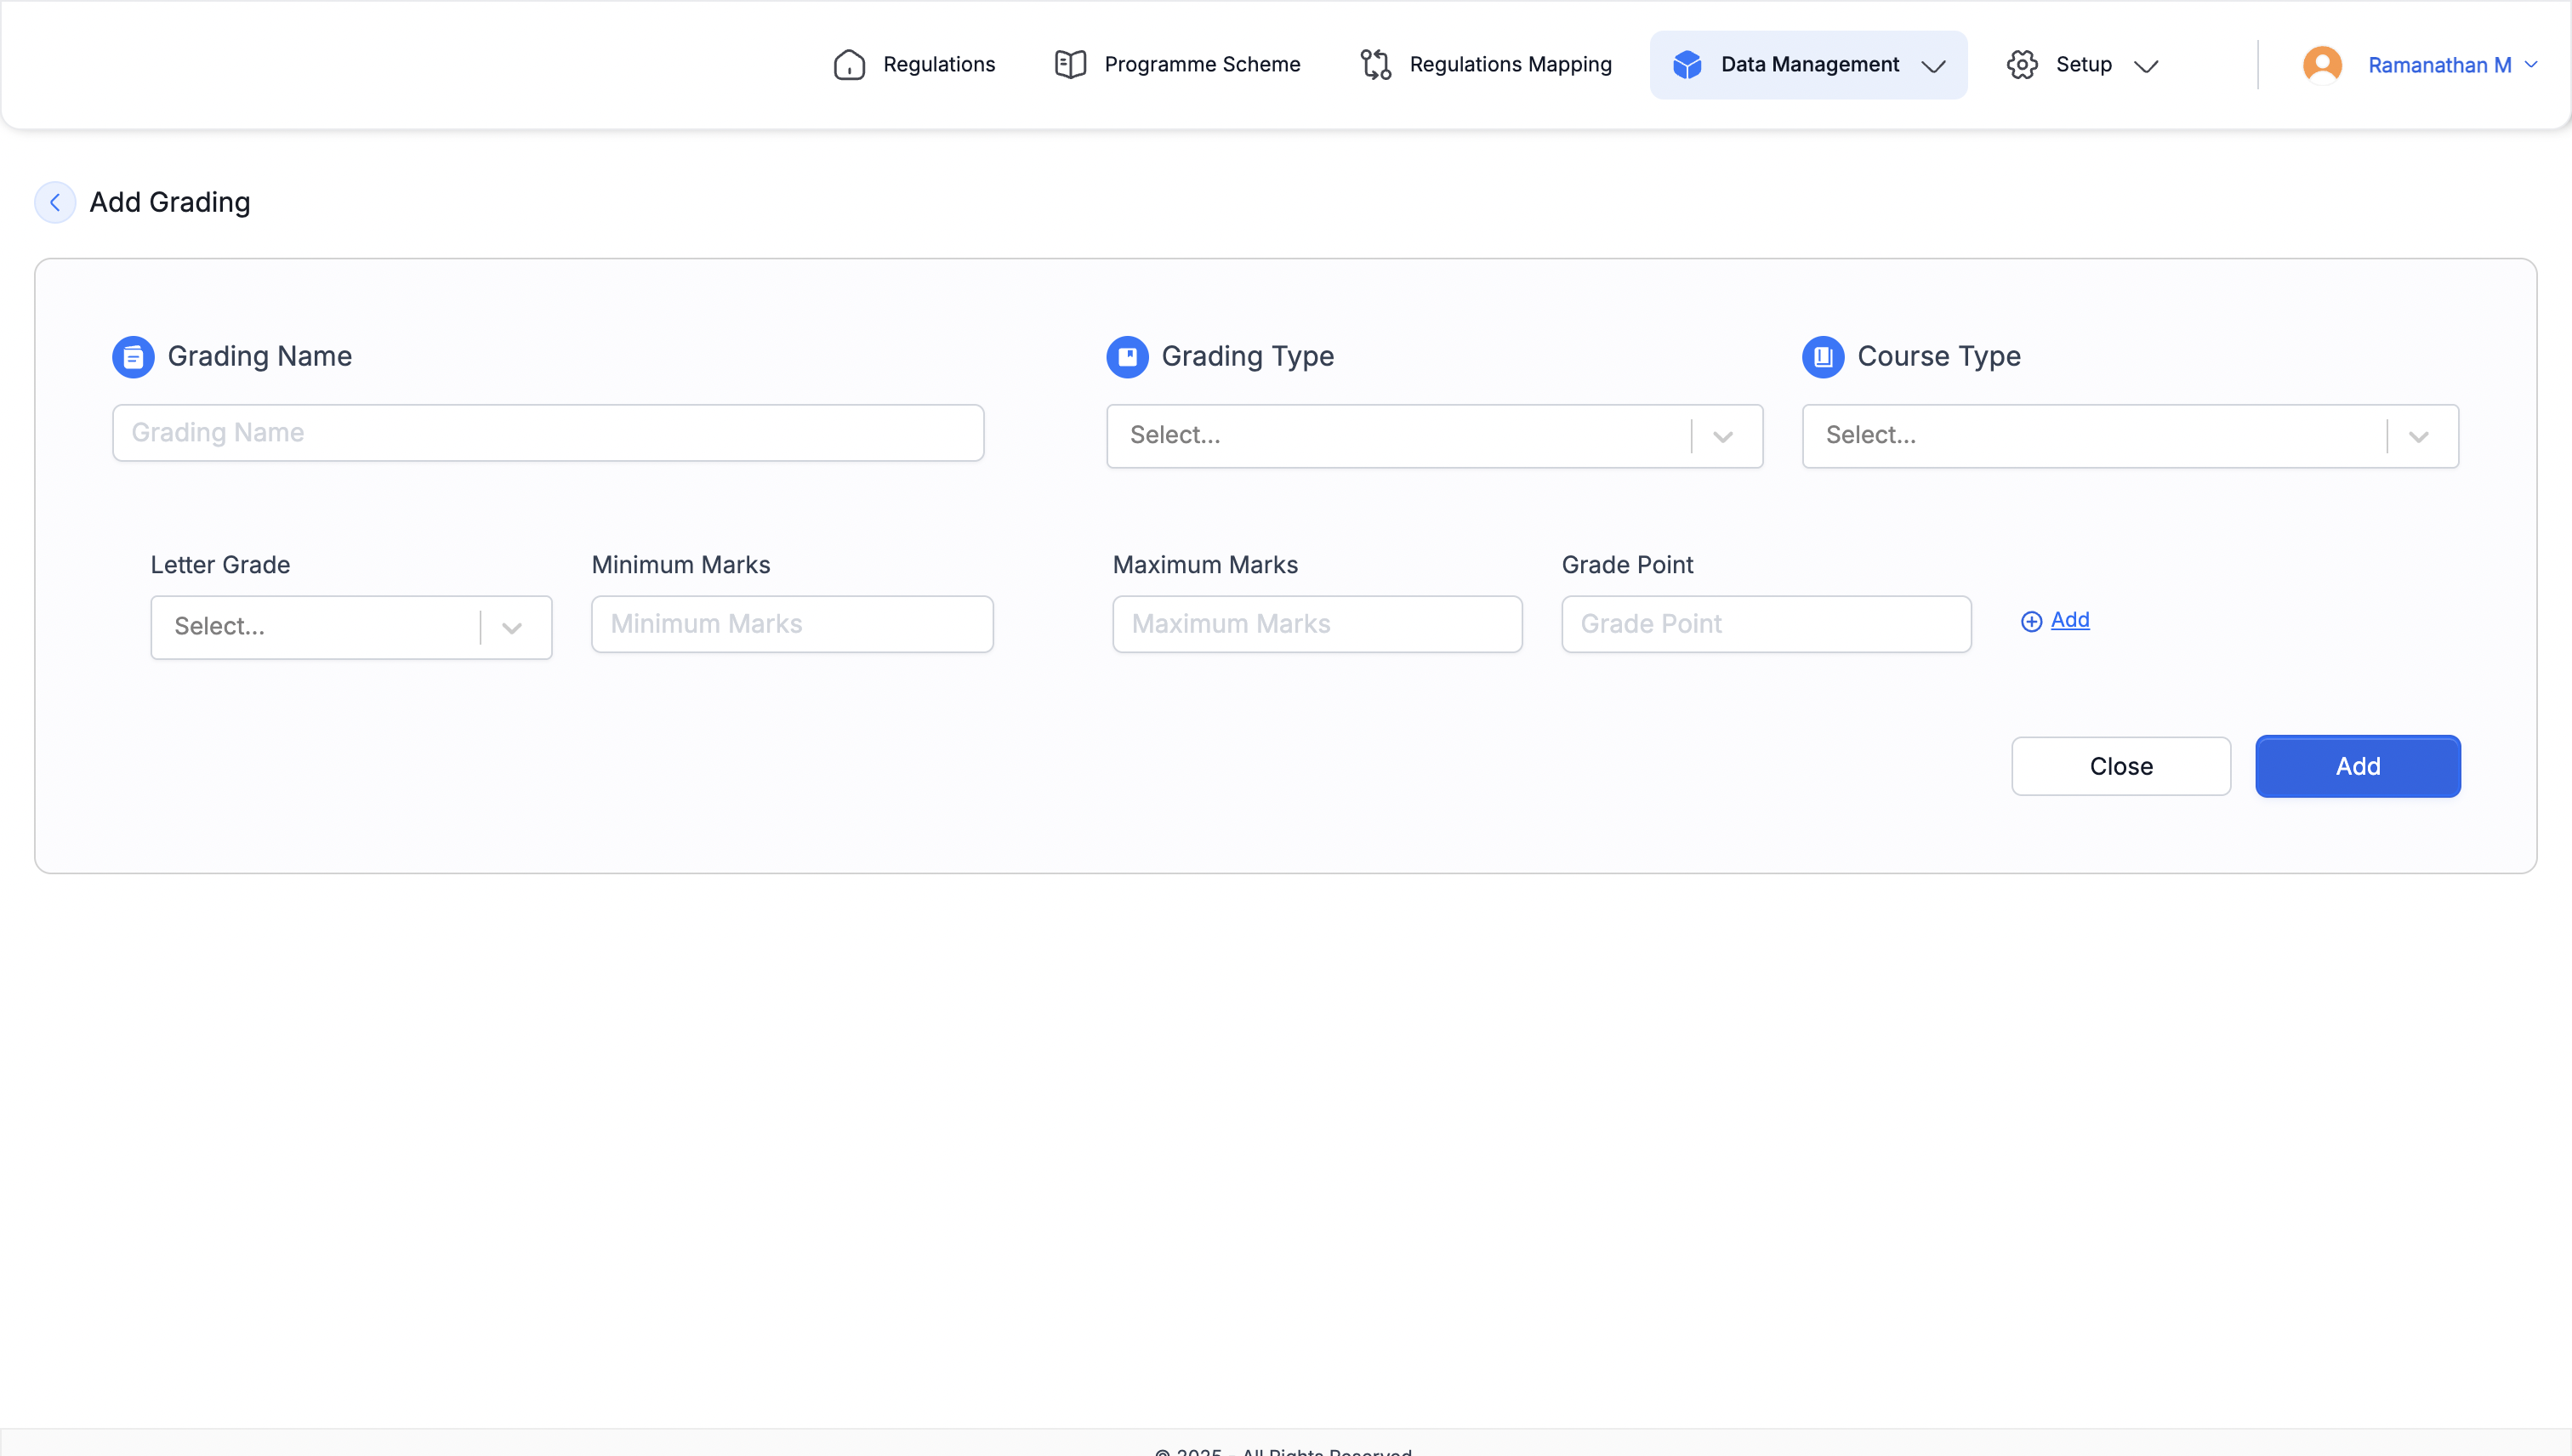 Regulations
Programme Scheme
Regulations Mapping
Data Management
Setup
Ramanathan M
Add Grading
Grading Name
Grading Type
Course Type
Grading Name
Select...
Select...
Letter Grade
Minimum Marks
Maximum Marks
Grade Point
Select...
Minimum Marks
Maximum Marks
Grade Point
Add
Close
Add
© 2025 - All Rights Reserved